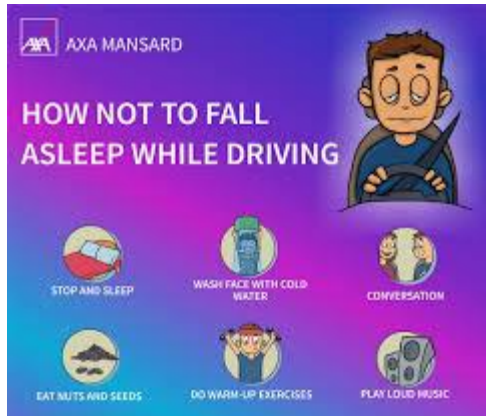 AXA AXA MANSARD
HOW NOT TO FALL
ASLEEP WHILE DRIVING
STOP AND SLEEP
WASH FACE WITH COLD
WATER
CONVERSATION
EAT NUTS AND SEEDS
DO WARM-UP EXERCISES
PLAY LOUD MUSIC